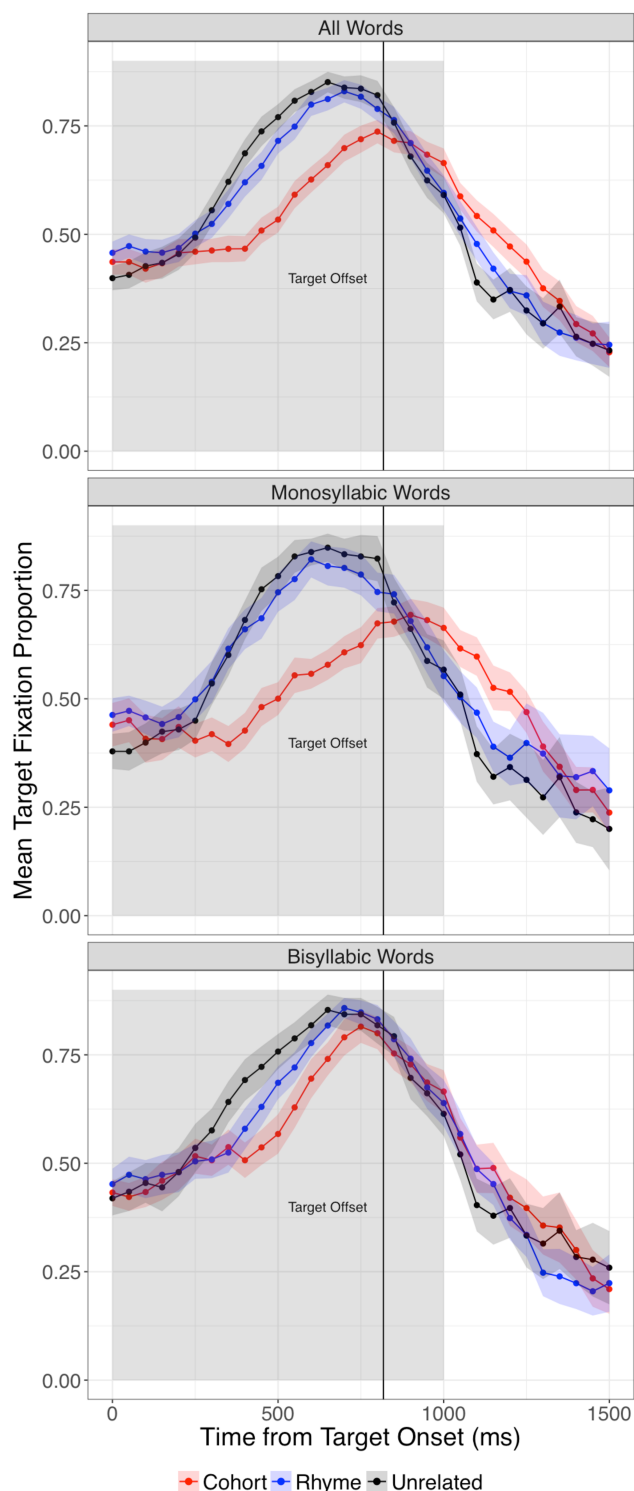 All Words
0.75
0.50
0.25
0.00
Target Offset
Monosyllabic Words
0.75
0.50
0.25
0.00
Target Offset
Mean Target Fixation Proportion
Bisyllabic Words
0.75
0.50
0.25
0.00
Target Offset
0 500 1000 1500
Time from Target Onset (ms)
Cohort Rhyme Unrelated